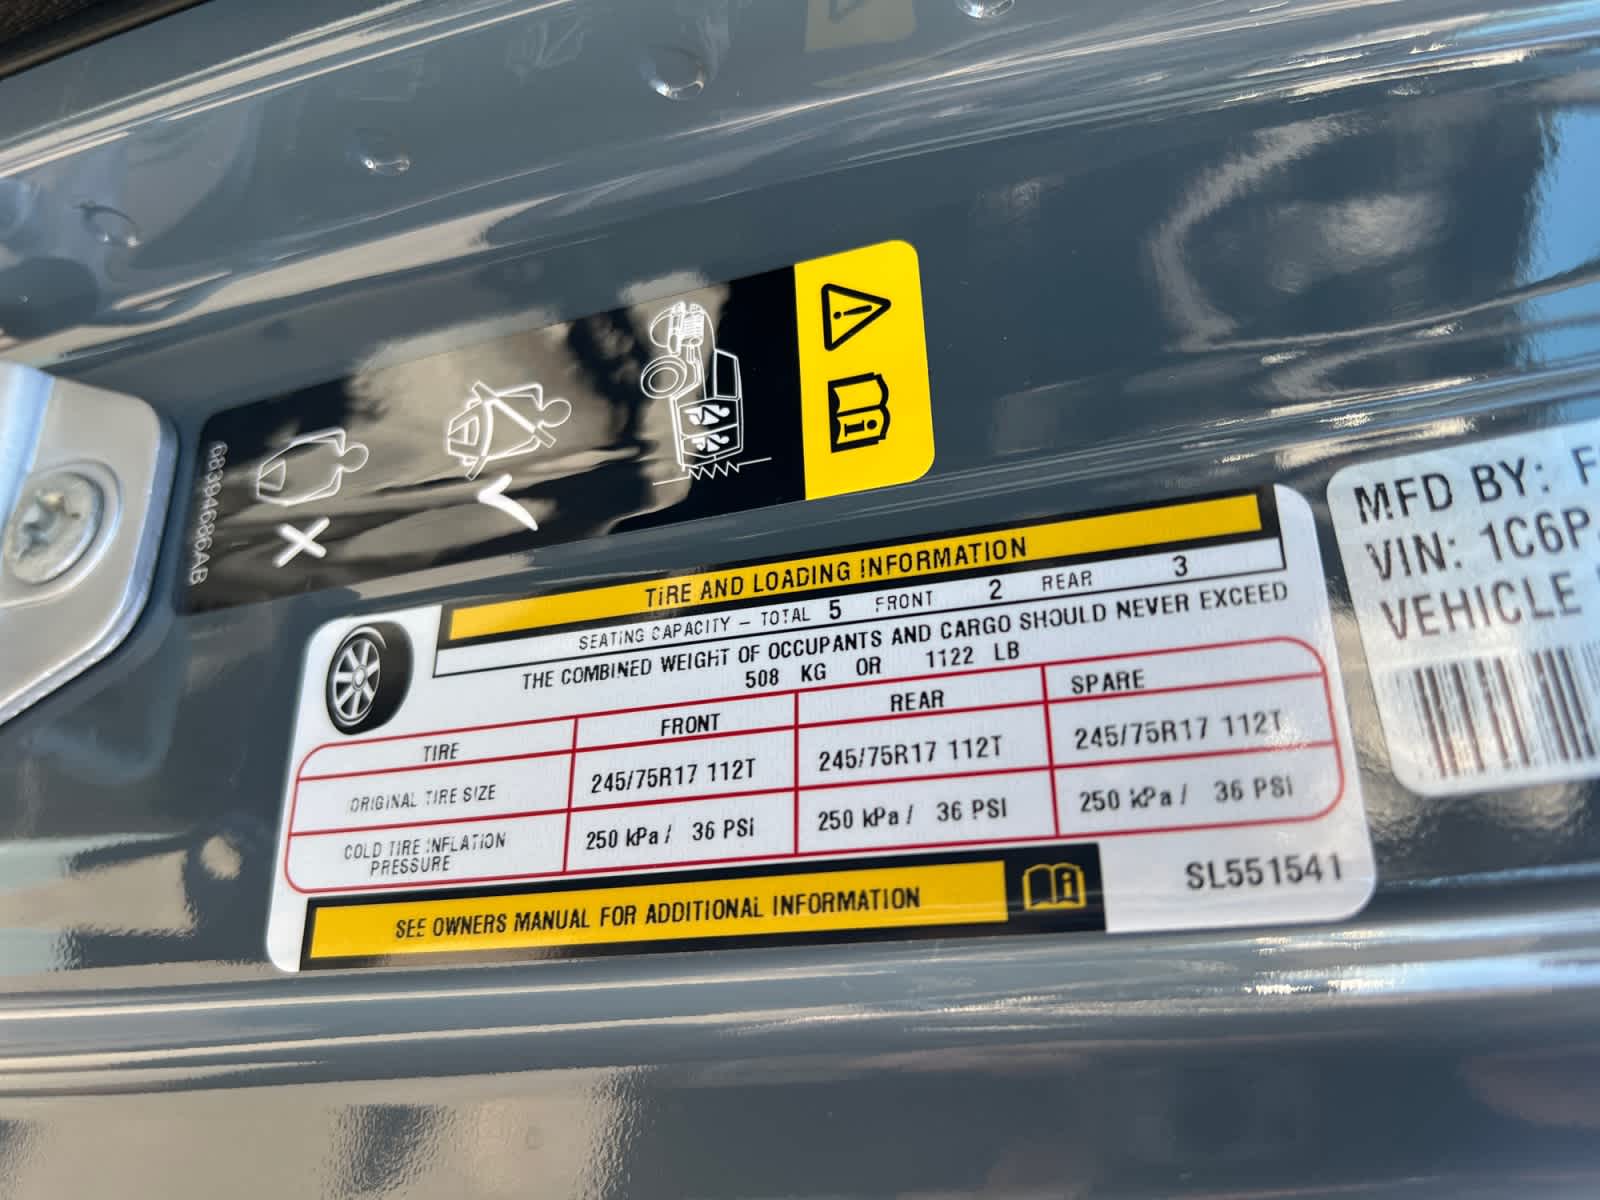 68394686AB
TIRE AND LOADING INFORMATION
SEATING CAPACITY – TOTAL 5 FRONT 2 REAR 3
THE COMBINED WEIGHT OF OCCUPANTS AND CARGO SHOULD NEVER EXCEED
508 KG OR 1122 LB
TIRE FRONT REAR SPARE
ORIGINAL TIRE SIZE 245/75R17 112T 245/75R17 112T 245/75R17 112T
COLD TIRE INFLATION PRESSURE 250 kPa / 36 PSI 250 kPa / 36 PSI 250 kPa / 36 PSI
SEE OWNERS MANUAL FOR ADDITIONAL INFORMATION
SL551541
MFD BY: F
VIN: 1C6P
VEHICLE